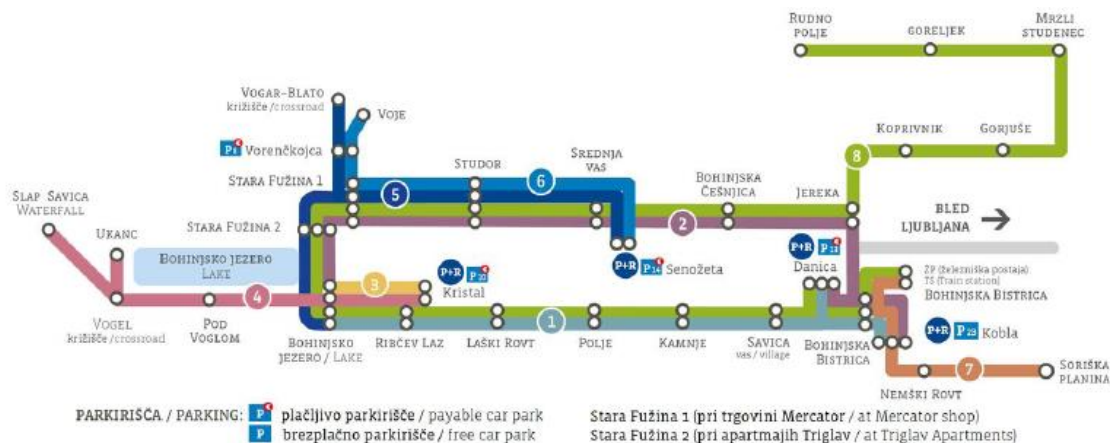 RUDNO
POLJE
GORELJEK
MRZLI
STUDENEC
VOGAR-BLATO
križišče / crossroad
VOJE
P8 VORENČKOJCA
KOPRIVNIK
GORJUŠE
8
STUDOR
SREDNJA
VAS
6
BOHINJSKA
ČEŠNJICA
JEREKA
STARA FUŽINA 1
5
SLAP SAVICA
WATERFALL
UKANC
STARA FUŽINA 2
2
BLED
LJUBLJANA
BOHINJSKO JEZERO
LAKE
P+R P14 Senožeta
P+R P
Danica
P+R P
Kristal
3
4
ŽP (železniška postaja)
TS (Train station)
BOHINJSKA BISTRICA
1
P+R P23 Kobla
VOGEL
križišče /crossroad
POD
VOGLOM
BOHINJSKO
JEZERO / LAKE
RIBČEV LAZ
LAŠKI ROVT
POLJE
KAMNJE
SAVICA
vas / village
BOHINJSKA
BISTRICA
7
NEMŠKI ROVT
SORIŠKA
PLANINA
PARKIRIŠČA / PARKING: P € plačljivo parkirišče / payable car park
P brezplačno parkirišče / free car park
Stara Fužina 1 (pri trgovini Mercator / at Mercator shop)
Stara Fužina 2 (pri apartmajih Triglav / at Triglav Apartments)